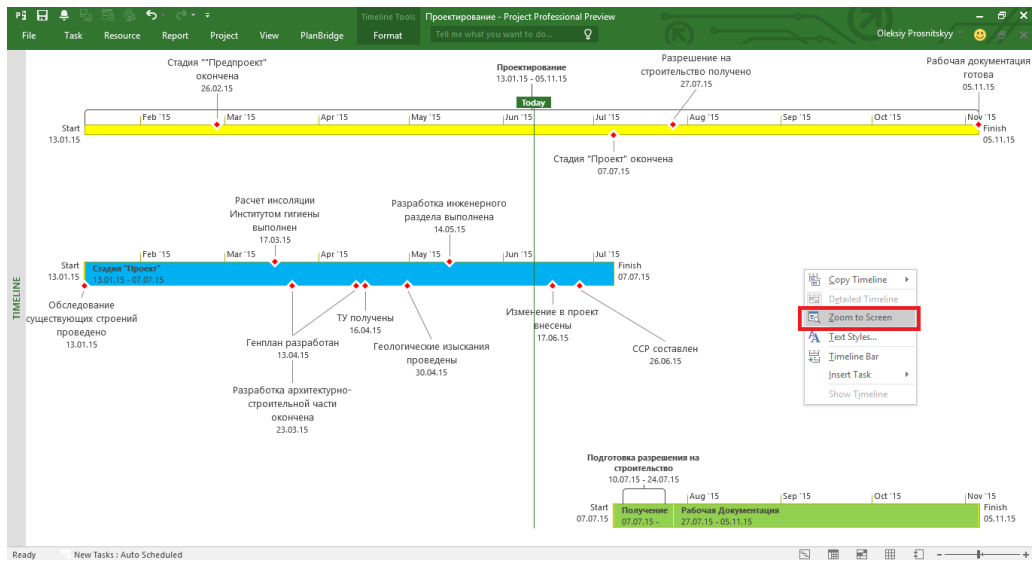 Timeline Tools
Проектирование - Project Professional Preview
File
Task
Resource
Report
Project
View
PlanBridge
Format
Tell me what you want to do...
Oleksiy Prosnitskyy
TIMELINE
Стадия ""Предпроект"
окончена
26.02.15
Проектирование
13.01.15 - 05.11.15
Разрешение на
строительство получено
27.07.15
Рабочая документация
готова
05.11.15
Today
Feb '15
Mar '15
Apr '15
May '15
Jun '15
Jul '15
Aug '15
Sep '15
Oct '15
Nov '15
Start
13.01.15
Finish
05.11.15
Стадия "Проект" окончена
07.07.15
Расчет инсоляции
Институтом гигиены
выполнен
17.03.15
Разработка инженерного
раздела выполнена
14.05.15
Feb '15
Mar '15
Apr '15
May '15
Jun '15
Jul '15
Start
13.01.15
Стадия "Проект"
13.01.15 - 07.07.15
Finish
07.07.15
Обследование
существующих строений
проведено
13.01.15
Генплан разработан
13.04.15
Разработка архитектурно-
строительной части
окончена
23.03.15
ТУ получены
16.04.15
Геологические изыскания
проведены
30.04.15
Изменение в проект
внесены
17.06.15
ССР составлен
26.06.15
Copy Timeline
Detailed Timeline
Zoom to Screen
Text Styles...
Timeline Bar
Insert Task
Show Timeline
Подготовка разрешения на
строительство
10.07.15 - 24.07.15
Aug '15
Sep '15
Oct '15
Nov '15
Start
07.07.15
Получение
07.07.15 -
Рабочая Документация
27.07.15 - 05.11.15
Finish
05.11.15
Ready
New Tasks : Auto Scheduled